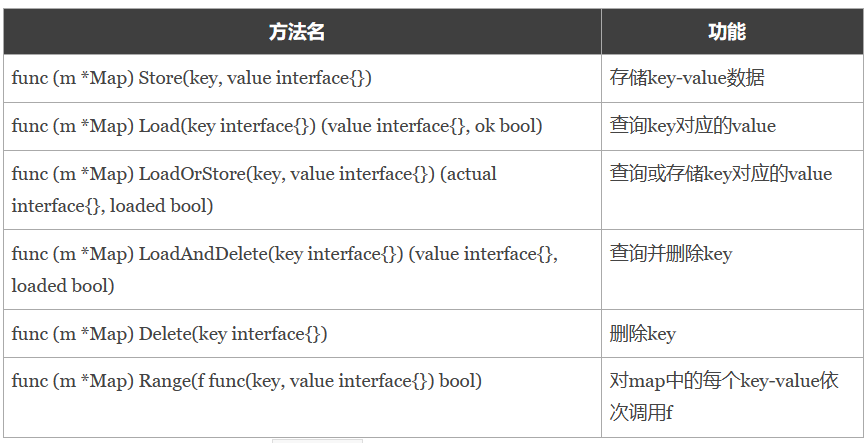 方法名 功能
func (m *Map) Store(key, value interface{}) 存储key-value数据
func (m *Map) Load(key interface{}) (value interface{}, ok bool) 查询key对应的value
func (m *Map) LoadOrStore(key, value interface{}) (actual 查询或存储key对应的value
interface{}, loaded bool)
func (m *Map) LoadAndDelete(key interface{}) (value interface{}, 查询并删除key
loaded bool)
func (m *Map) Delete(key interface{}) 删除key
func (m *Map) Range(f func(key, value interface{}) bool) 对map中的每个key-value依
次调用f